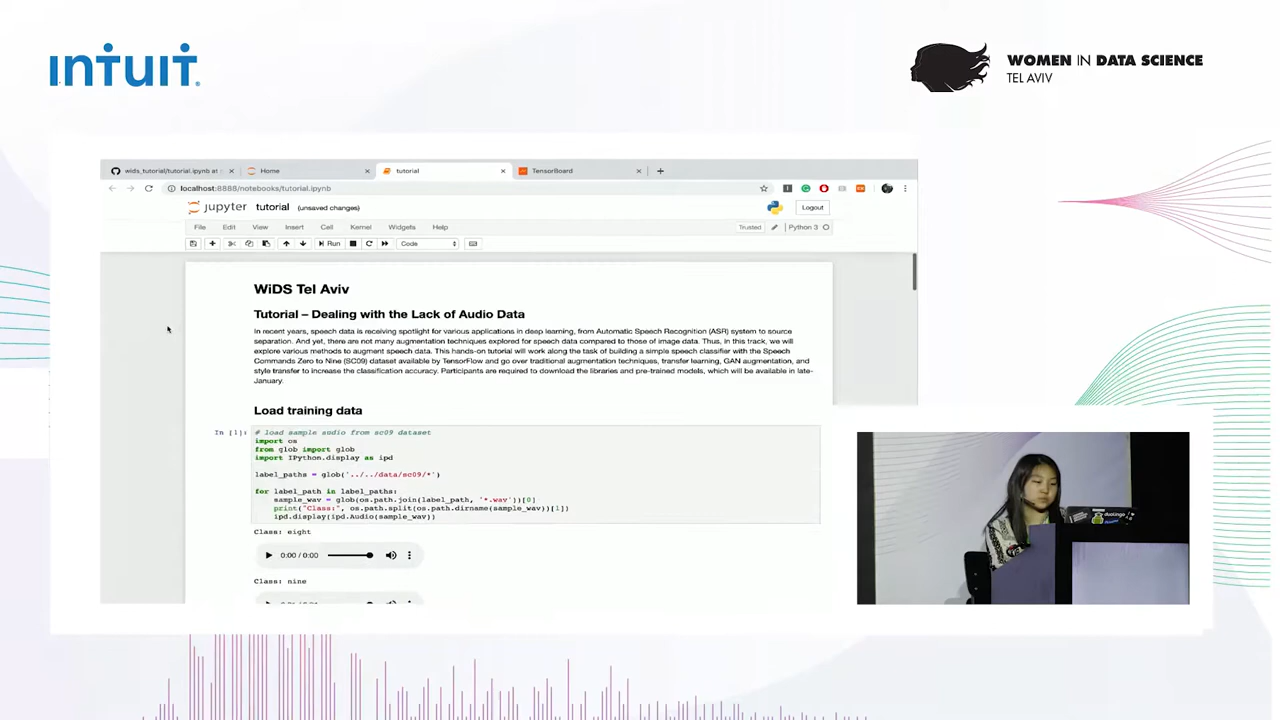 INTUIT
WOMEN IN DATA SCIENCE
TEL AVIV
wids_tutorial/tutorial.ipynb at
Home
tutorial
TensorBoard
localhost:8888/notebooks/tutorial.ipynb
jupyter tutorial (unsaved changes)
Logout
File Edit View Insert Cell Kernel Widgets Help
Trusted
Python 3
Run
Code
WiDS Tel Aviv
Tutorial – Dealing with the Lack of Audio Data
In recent years, speech data is receiving spotlight for various applications in deep learning, from Automatic Speech Recognition (ASR) system to source
separation. And yet, there are not many augmentation techniques explored for speech data compared to those of image data. Thus, in this track, we will
explore various methods to augment speech data. This hands-on tutorial will work along the task of building a simple speech classifier with the Speech
Commands Zero to Nine (SC09) dataset available by TensorFlow and go over traditional augmentation techniques, transfer learning, GAN augmentation, and
style transfer to increase the classification accuracy. Participants are required to download the libraries and pre-trained models, which will be available in late-
January.
Load training data
In [1]:
# load sample audio from sc09 dataset
import os
from glob import glob
import IPython.display as ipd
label_paths = glob('../../data/sc09/*')
for label_path in label_paths:
sample_wav = glob(os.path.join(label_path, '*.wav'))[0]
print("Class:", os.path.split(os.path.dirname(sample_wav))[1])
ipd.display(ipd.Audio(sample_wav))
Class: eight
0:00 / 0:00
Class: nine
duolingo